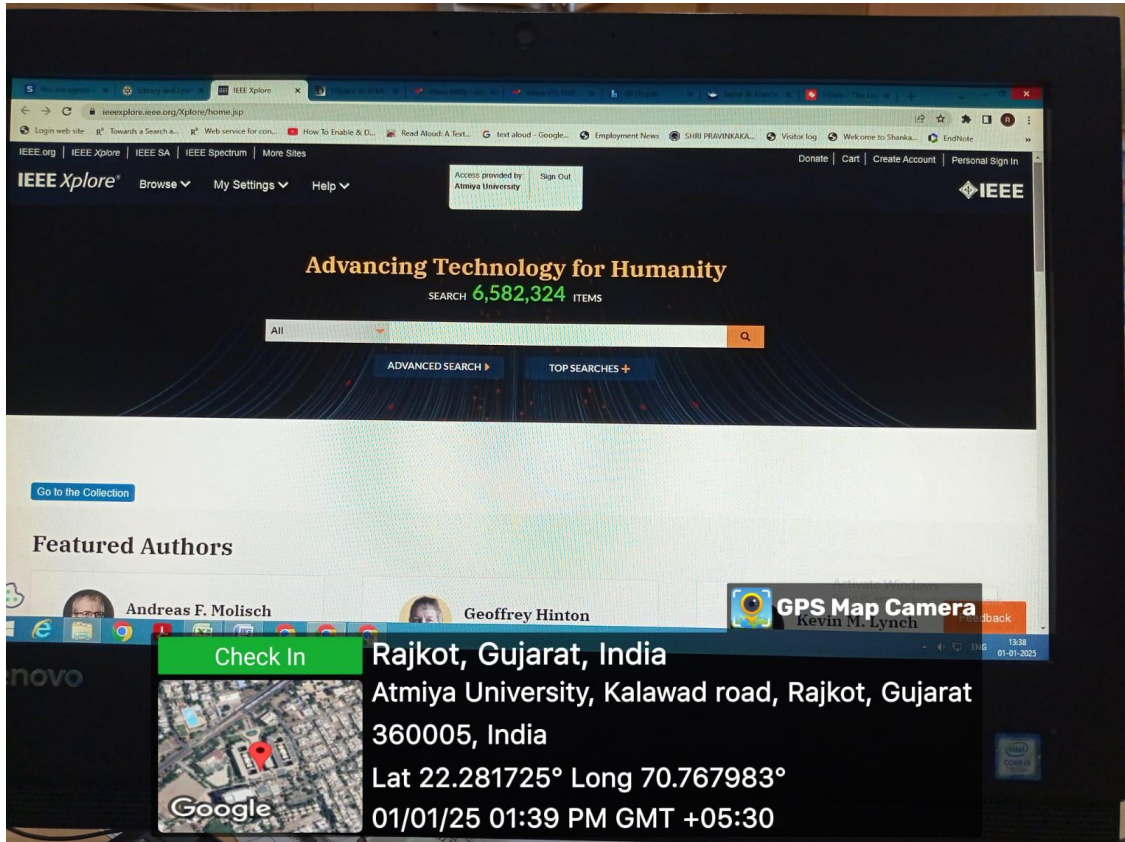 IEEE Xplore
ieeexplore.ieee.org/Xplore/home.jsp
Login web site Towards a Search a... Web service for con... How To Enable & D... Read Aloud: A Text... text aloud - Google... Employment News SHRI PRAVINKAKA... Visitor log Welcome to Shanka... EndNote »
IEEE.org | IEEE Xplore | IEEE SA | IEEE Spectrum | More Sites
Donate | Cart | Create Account | Personal Sign In
IEEE Xplore® Browse My Settings Help
Access provided by:
Atmiya University
Sign Out
IEEE
Advancing Technology for Humanity
SEARCH 6,582,324 ITEMS
All
ADVANCED SEARCH
TOP SEARCHES +
Go to the Collection
Featured Authors
Andreas F. Molisch
Geoffrey Hinton
Kevin M. Lynch
Activate Windows
Feedback
GPS Map Camera
ENG
13:38
01-01-2025
novo
intel
CORE i3
Check In
Google
Rajkot, Gujarat, India
Atmiya University, Kalawad road, Rajkot, Gujarat
360005, India
Lat 22.281725° Long 70.767983°
01/01/25 01:39 PM GMT +05:30